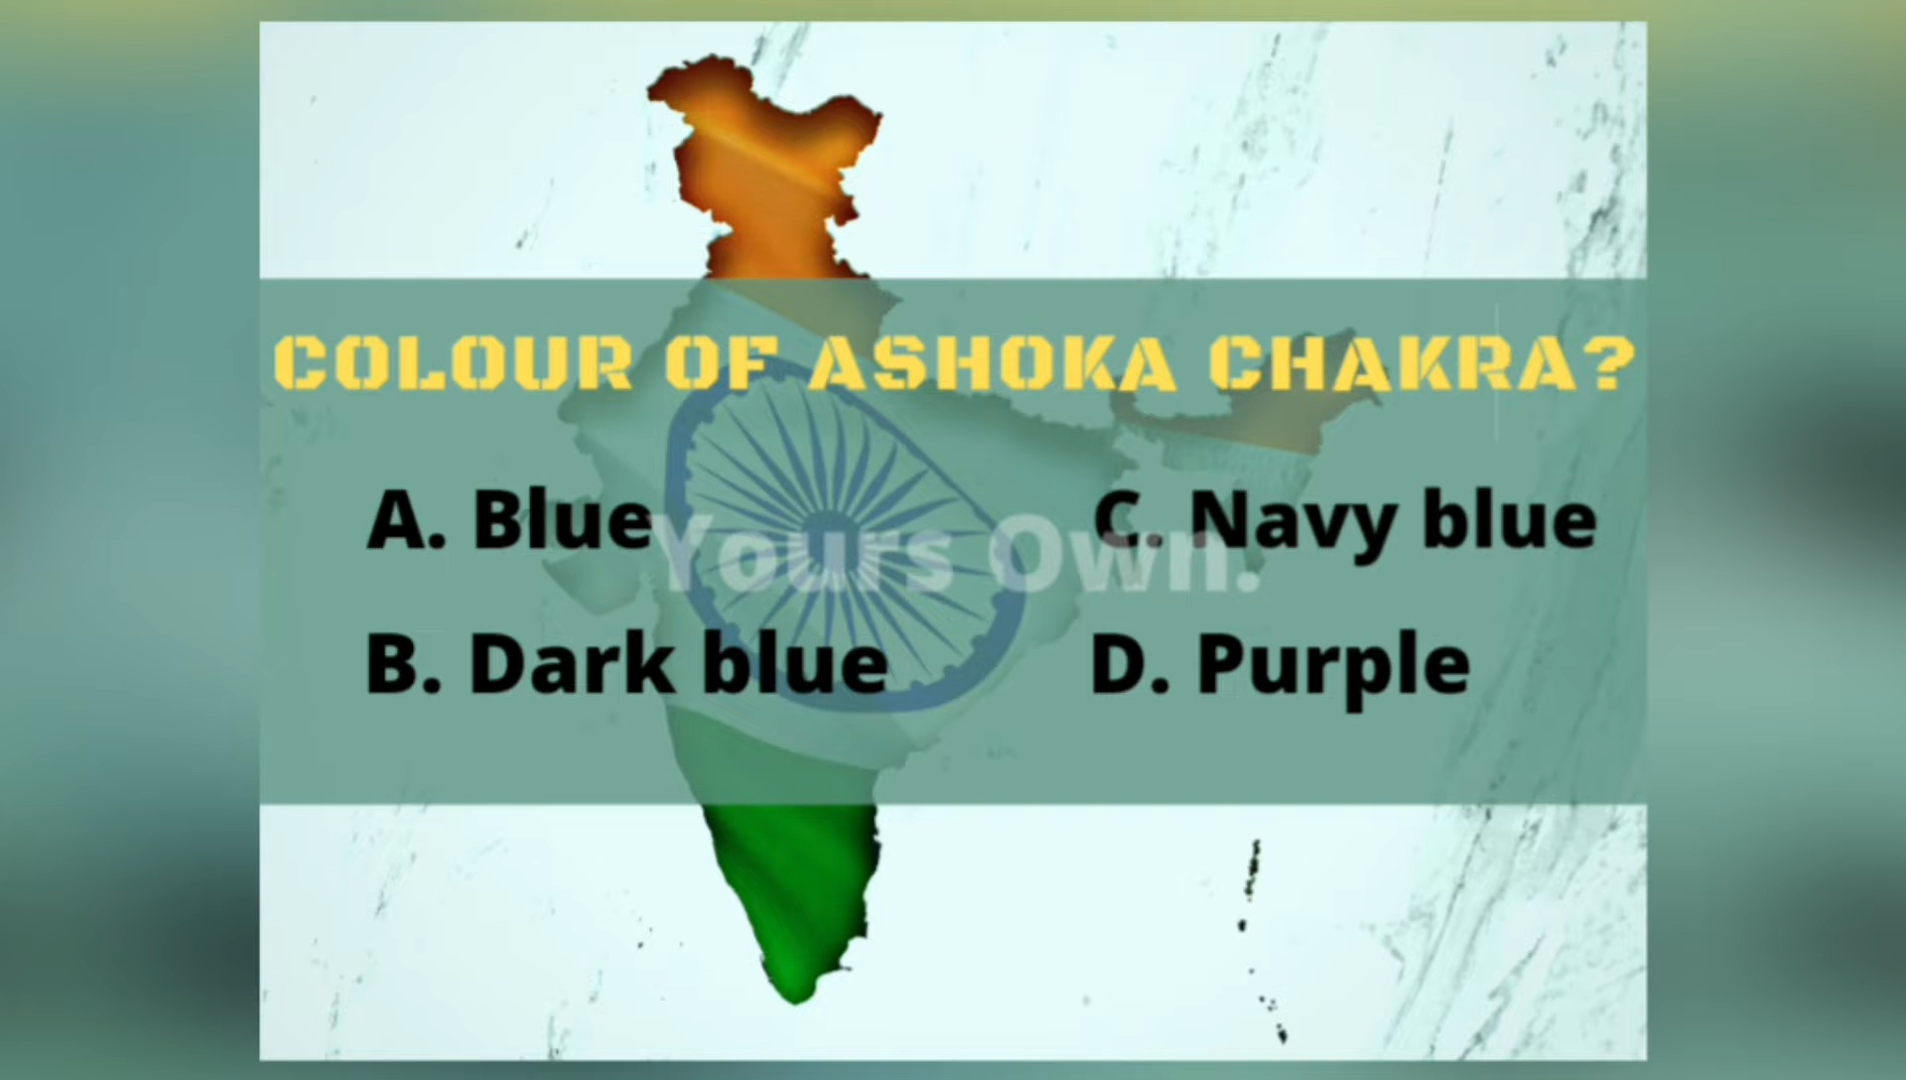 COLOUR OF ASHOKA CHAKRA?
A. Blue
B. Dark blue
C. Navy blue
D. Purple
Yours Own.